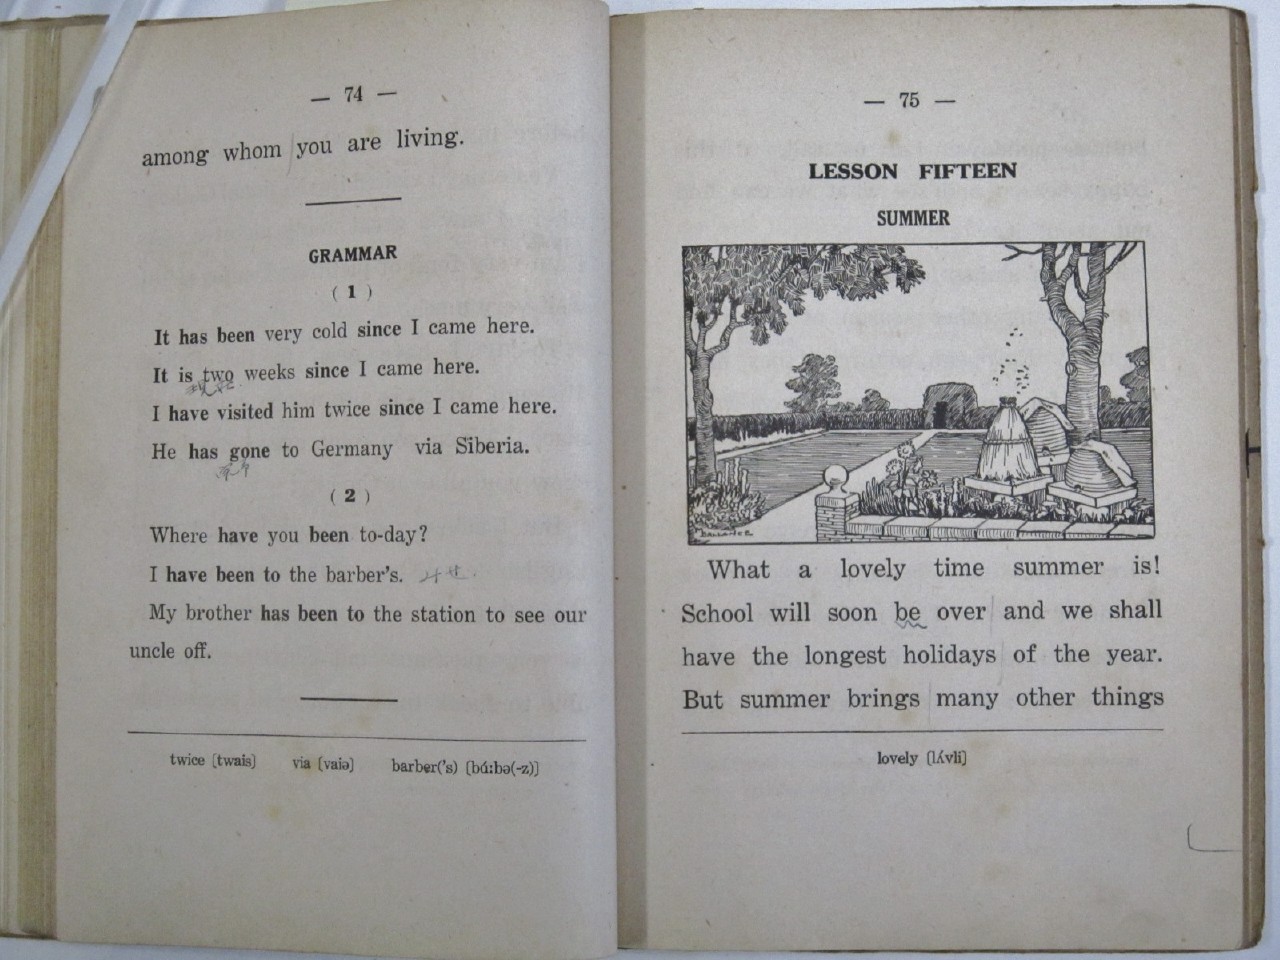 — 74 —
among whom you are living.
GRAMMAR
( 1 )
It has been very cold since I came here.
It is two weeks since I came here.
I have visited him twice since I came here.
He has gone to Germany via Siberia.
( 2 )
Where have you been to-day?
I have been to the barber's.
My brother has been to the station to see our
uncle off.
twice [twais] via [vaiə] barber('s) [bɑ́:bə(-z)]
— 75 —
LESSON FIFTEEN
SUMMER
What a lovely time summer is!
School will soon be over and we shall
have the longest holidays of the year.
But summer brings many other things
lovely [lʌ́vli]